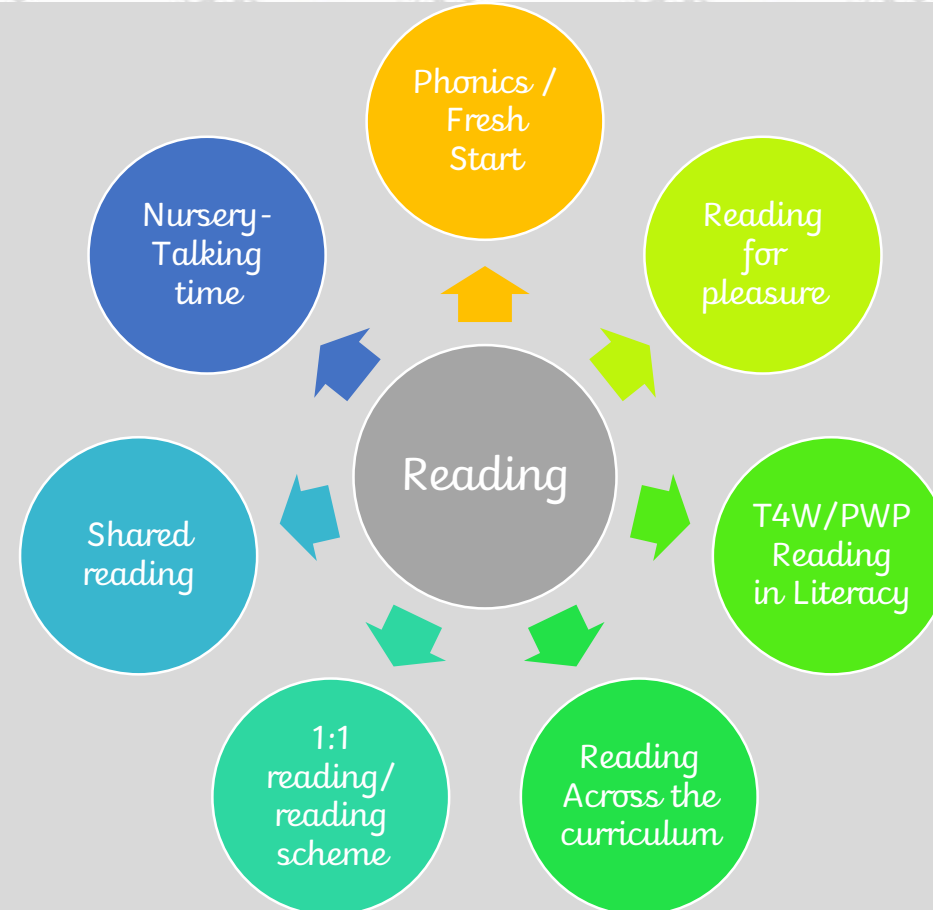 Phonics /
Fresh
Start
Reading
for
pleasure
T4W/PWP
Reading
in Literacy
Reading
Across the
curriculum
1:1
reading/
reading
scheme
Shared
reading
Nursery-
Talking
time
Reading